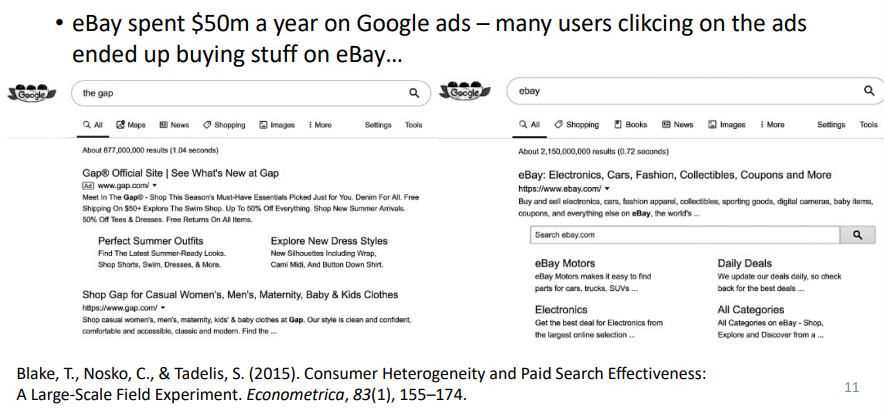 • eBay spent $50m a year on Google ads – many users clikcing on the ads
ended up buying stuff on eBay…
Google
the gap
All Maps News Shopping Images More Settings Tools
About 877,000,000 results (1.04 seconds)
Gap® Official Site | See What's New at Gap
Ad www.gap.com/
Meet In The Gap® - Shop This Season's Must-Have Essentials Picked Just for You. Denim For All. Free
Shipping On $50+ Explore The Swim Shop. Up To 50% Off Everything. Shop New Summer Arrivals.
50% Off Tees & Dresses. Free Returns On All Items.
Perfect Summer Outfits
Find The Latest Summer-Ready Looks.
Shop Shorts, Swim, Dresses, & More.
Explore New Dress Styles
New Silhouettes Including Wrap,
Cami Midi, And Button Down Shirt.
Shop Gap for Casual Women's, Men's, Maternity, Baby & Kids Clothes
https://www.gap.com/
Shop casual women's, men's, maternity, kids' & baby clothes at Gap. Our style is clean and confident,
comfortable and accessible, classic and modern. Find the ...
Google
ebay
All Shopping Books News Images More Settings Tools
About 2,150,000,000 results (0.72 seconds)
eBay: Electronics, Cars, Fashion, Collectibles, Coupons and More
https://www.ebay.com/
Buy and sell electronics, cars, fashion apparel, collectibles, sporting goods, digital cameras, baby items,
coupons, and everything else on eBay, the world's ...
Search ebay.com
eBay Motors
eBay Motors makes it easy to find
parts for cars, trucks, SUVs ...
Daily Deals
We update our deals daily, so check
back for the best deals ...
Electronics
Get the best deal for Electronics from
the largest online selection ...
All Categories
All Categories on eBay - Shop,
Explore and Discover from a ...
Blake, T., Nosko, C., & Tadelis, S. (2015). Consumer Heterogeneity and Paid Search Effectiveness:
A Large-Scale Field Experiment. Econometrica, 83(1), 155–174.
11